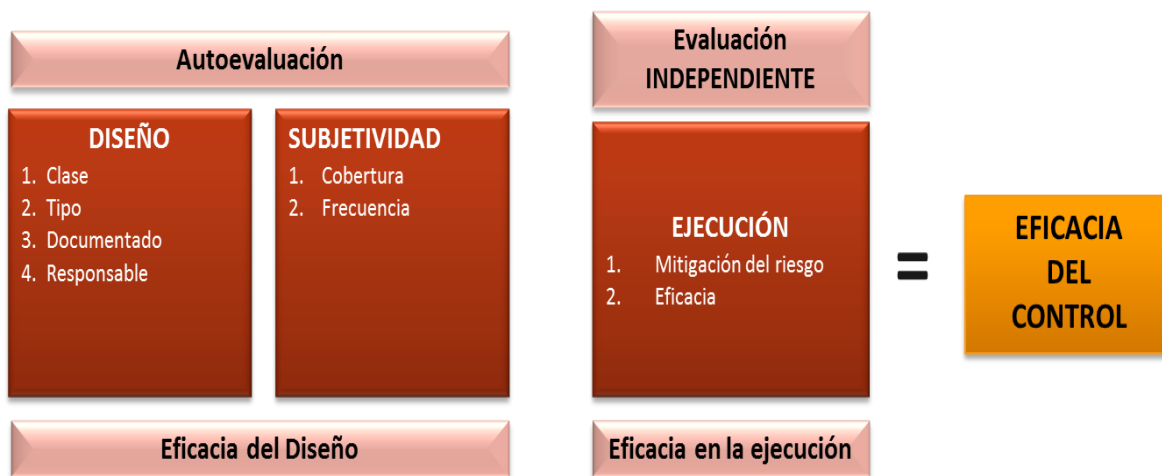 Autoevaluación
DISEÑO
1. Clase
2. Tipo
3. Documentado
4. Responsable
SUBJETIVIDAD
1. Cobertura
2. Frecuencia
Eficacia del Diseño
Evaluación
INDEPENDIENTE
EJECUCIÓN
1. Mitigación del riesgo
2. Eficacia
Eficacia en la ejecución
=
EFICACIA
DEL
CONTROL